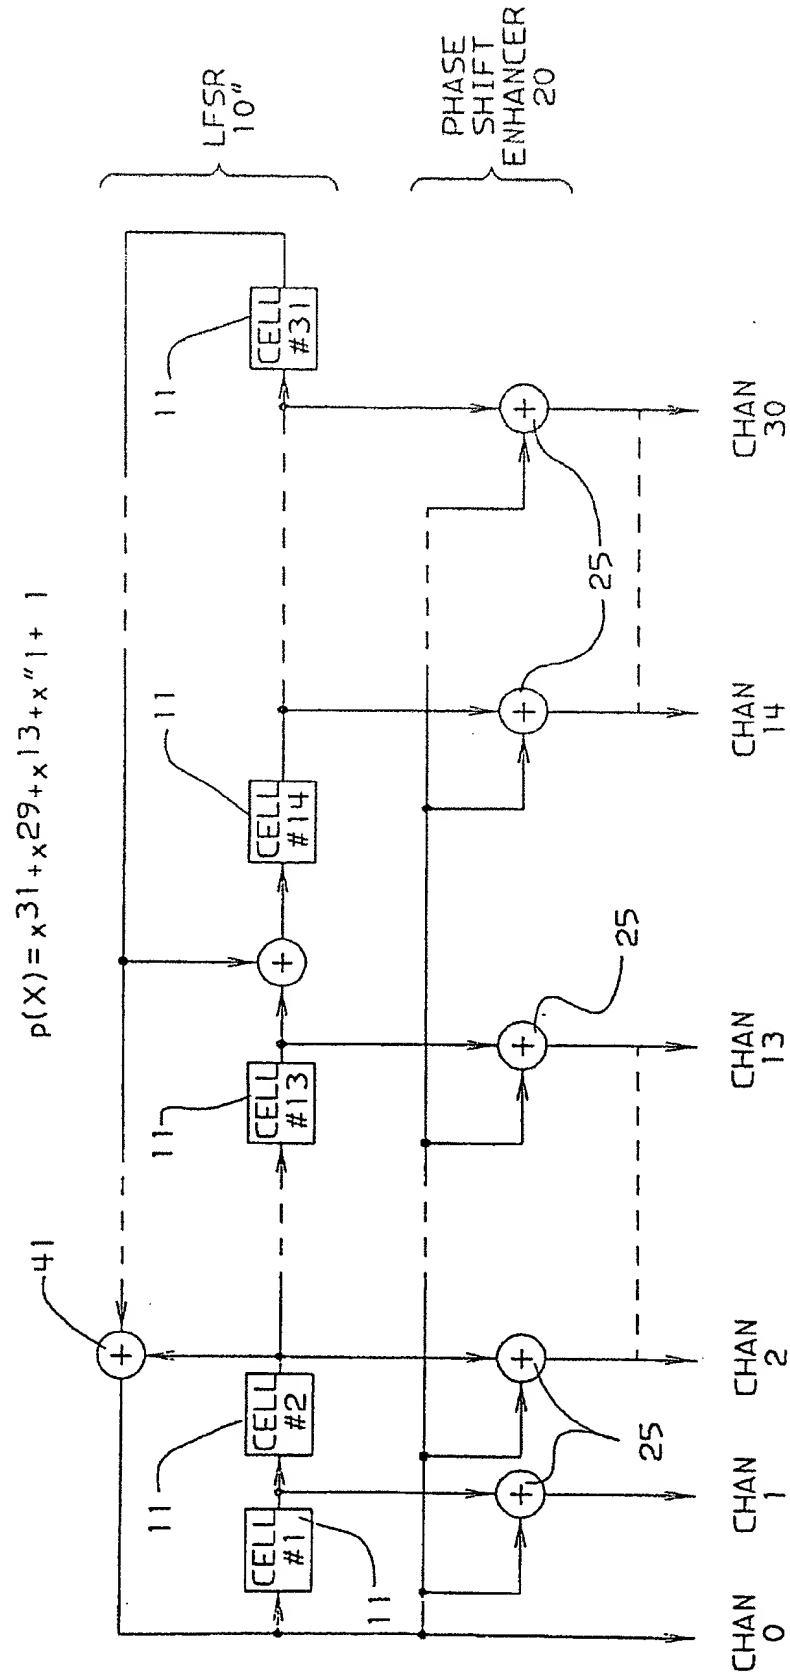 p(X) = x31+x29+x13+x"1+ 1
LFSR
10"
PHASE
SHIFT
ENHANCER
20
41
11
11
11
11
11
CELL
#1
CELL
#2
CELL
#13
CELL
#14
CELL
#31
25
25
25
CHAN
0
CHAN
1
CHAN
2
CHAN
13
CHAN
14
CHAN
30